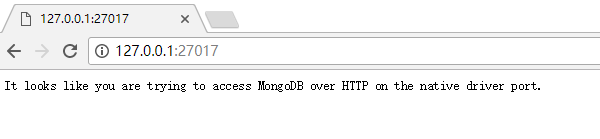 127.0.0.1:27017
127.0.0.1:27017
It looks like you are trying to access MongoDB over HTTP on the native driver port.